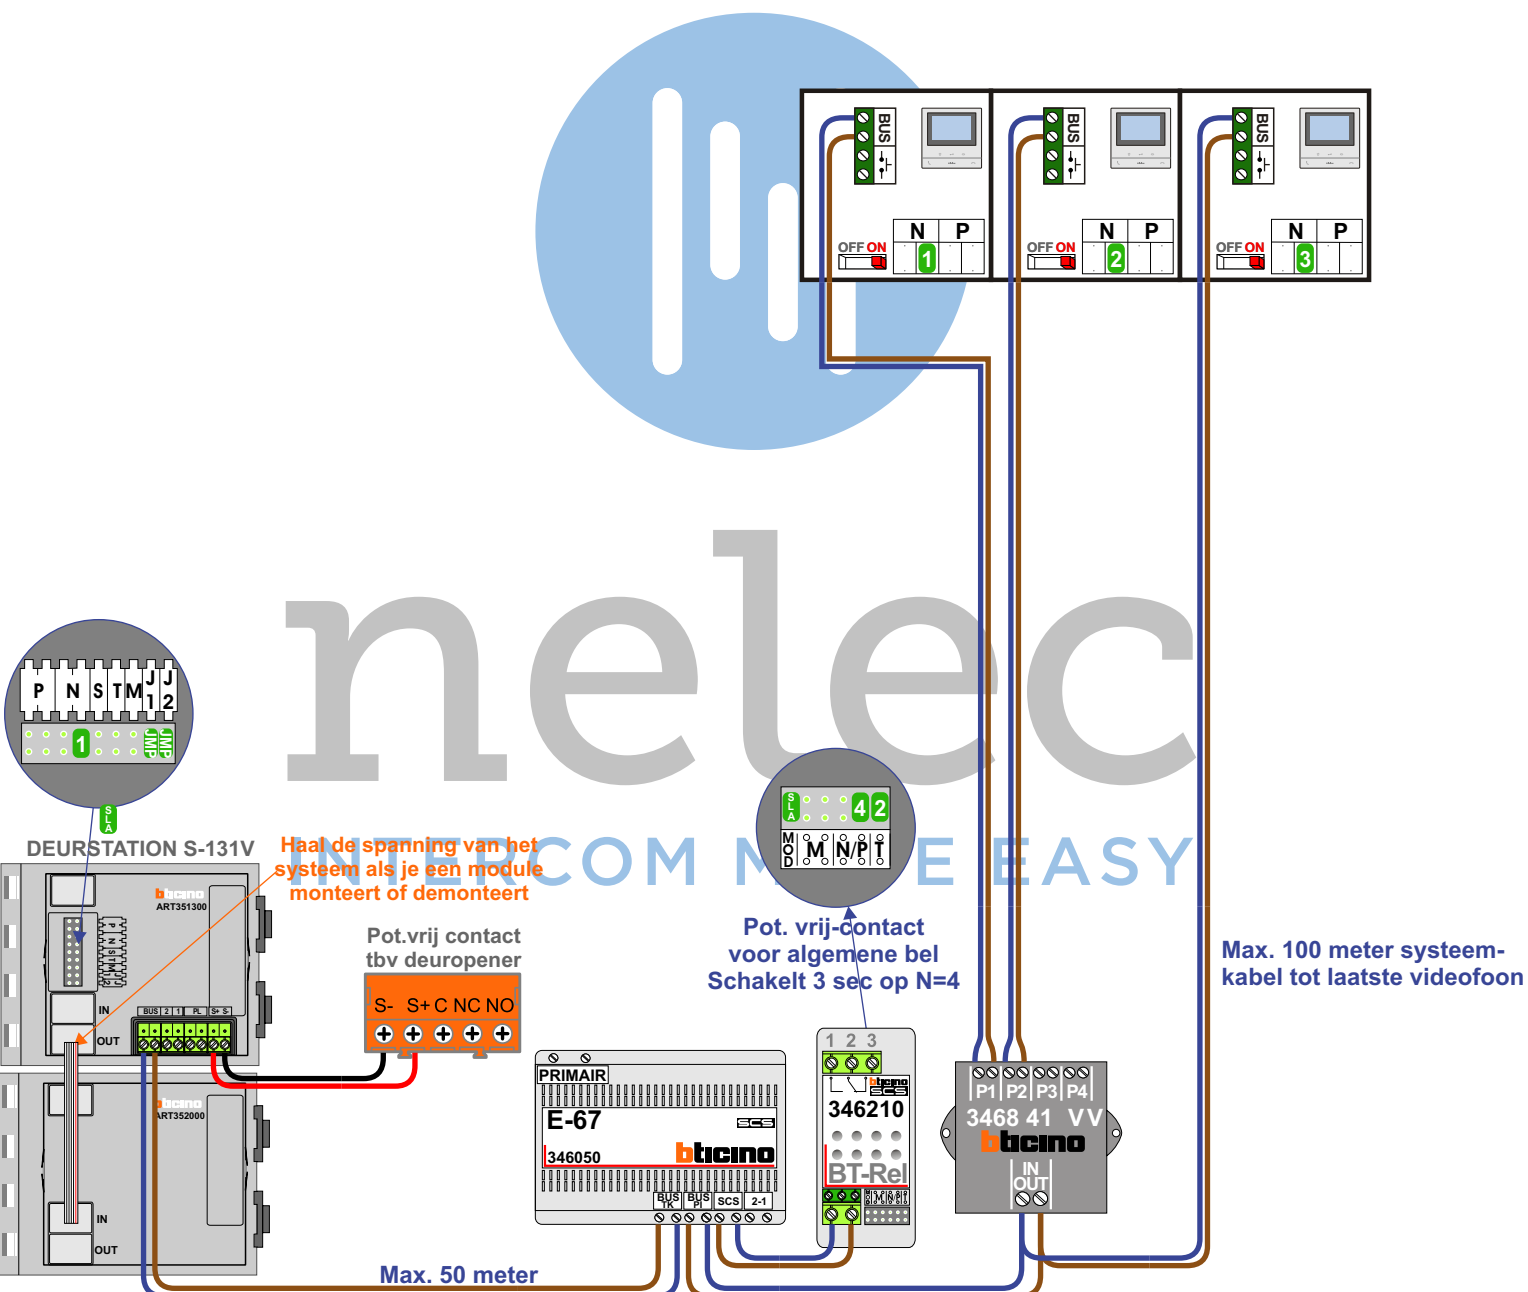 BUS
BUS
BUS
N P
N P
N P
OFF ON
OFF ON
OFF ON
1
2
3
nelec
INTERCOM M E EASY
P N S T M J1 J2
1 JMP JMP
SLA
DEURSTATION S-131V
Haal de spanning van het
systeem als je een module
monteert of demonteert
SLA 4 2
MOD M N/P T
bticino
ART351300
P N S T M J1 J2
IN
OUT
BUS 2 1 PL S+ S-
Pot.vrij contact
tbv deuropener
S- S+ C NC NO
Pot. vrij-contact
voor algemene bel
Schakelt 3 sec op N=4
Max. 100 meter systeem-
kabel tot laatste videofoon
1 2 3
bticino
SCS
346210
BT-Rel
MOD M N/P T
PRIMAIR
E-67
SCS
346050
bticino
BUS TK
BUS PI
SCS
2-1
P1 P2 P3 P4
3468 41 VV
bticino
IN
OUT
bticino
ART352000
IN
OUT
Max. 50 meter